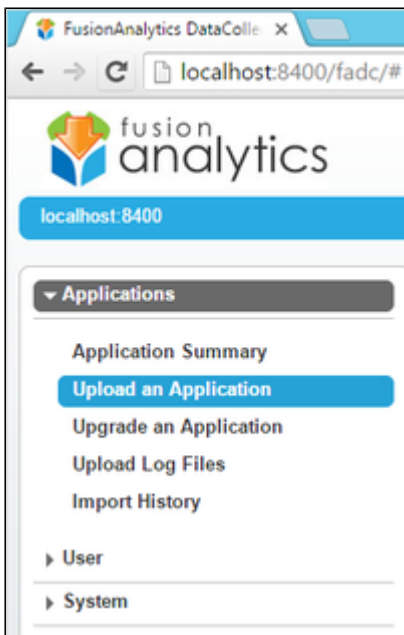 FusionAnalytics DataColle
localhost:8400/fadc/#
fusion
analytics
localhost:8400
Applications
Application Summary
Upload an Application
Upgrade an Application
Upload Log Files
Import History
User
System